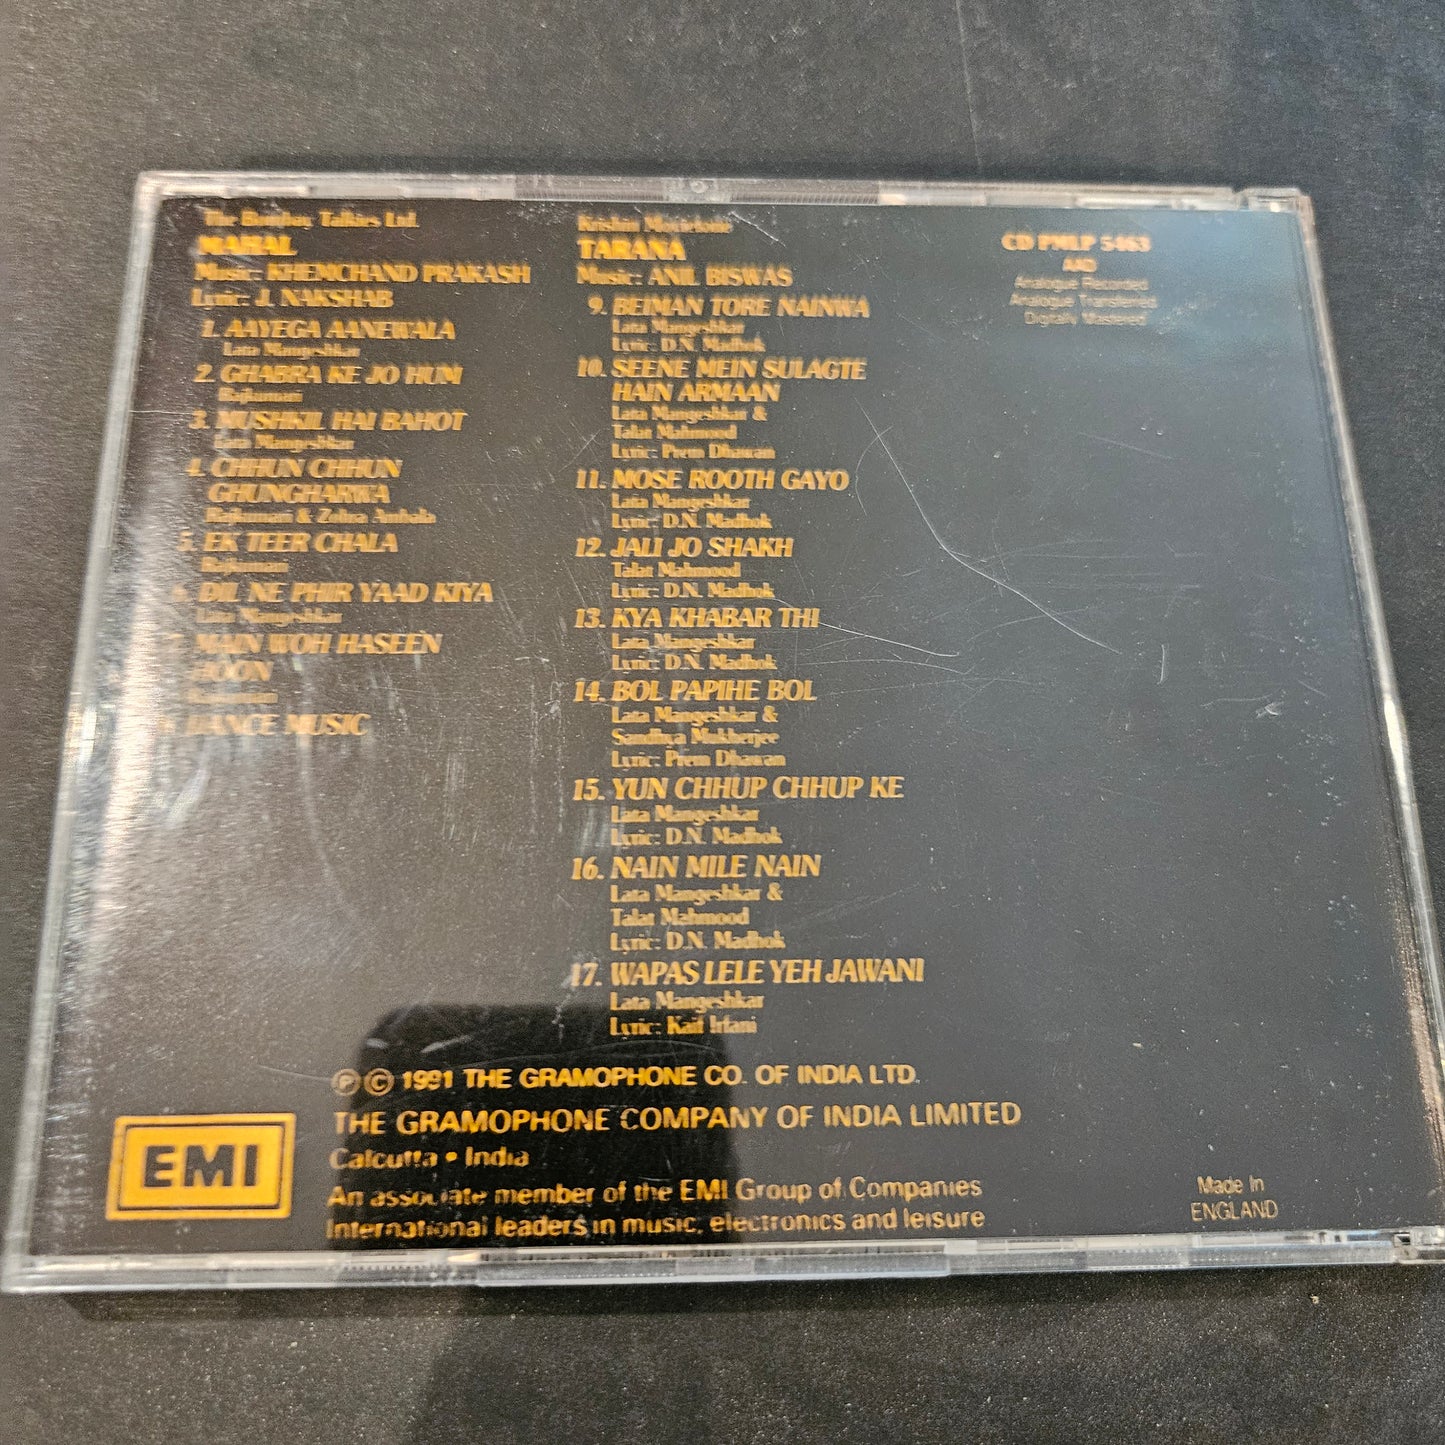 The Bombay Talkies Ltd.
MAHAL
Music: KHEMCHAND PRAKASH
Lyric: J. NAKSHAB
1. AAYEGA AANEWALA
Lata Mangeshkar
2. GHABRA KE JO HUM
Rajkumari
3. MUSHKIL HAI BAHOT
Lata Mangeshkar
4. CHHUN CHHUN
GHUNGHARWA
Rajkumari & Zohra Ambala
5. EK TEER CHALA
Rajkumari
6. DIL NE PHIR YAAD KIYA
Lata Mangeshkar
7. MAIN WOH HASEEN
HOON
Rajkumari
8. DANCE MUSIC
Krishin Movietone
TARANA
Music: ANIL BISWAS
9. BEIMAN TORE NAINWA
Lata Mangeshkar
Lyric: D.N. Madhok
10. SEENE MEIN SULAGTE
HAIN ARMAAN
Lata Mangeshkar &
Talat Mahmood
Lyric: Prem Dhawan
11. MOSE ROOTH GAYO
Lata Mangeshkar
Lyric: D.N. Madhok
12. JALI JO SHAKH
Talat Mahmood
Lyric: D.N. Madhok
13. KYA KHABAR THI
Lata Mangeshkar
Lyric: D.N. Madhok
14. BOL PAPIHE BOL
Lata Mangeshkar &
Sandhya Mukherjee
Lyric: Prem Dhawan
15. YUN CHHUP CHHUP KE
Lata Mangeshkar
Lyric: D.N. Madhok
16. NAIN MILE NAIN
Lata Mangeshkar &
Talat Mahmood
Lyric: D.N. Madhok
17. WAPAS LELE YEH JAWANI
Lata Mangeshkar
Lyric: Kaif Irfani
CD PMLP 5463
AAD
Analogue Recorded
Analogue Transferred
Digitally Mastered
Ⓟ © 1991 THE GRAMOPHONE CO. OF INDIA LTD.
THE GRAMOPHONE COMPANY OF INDIA LIMITED
Calcutta • India
An associate member of the EMI Group of Companies
International leaders in music, electronics and leisure
EMI
Made In
ENGLAND